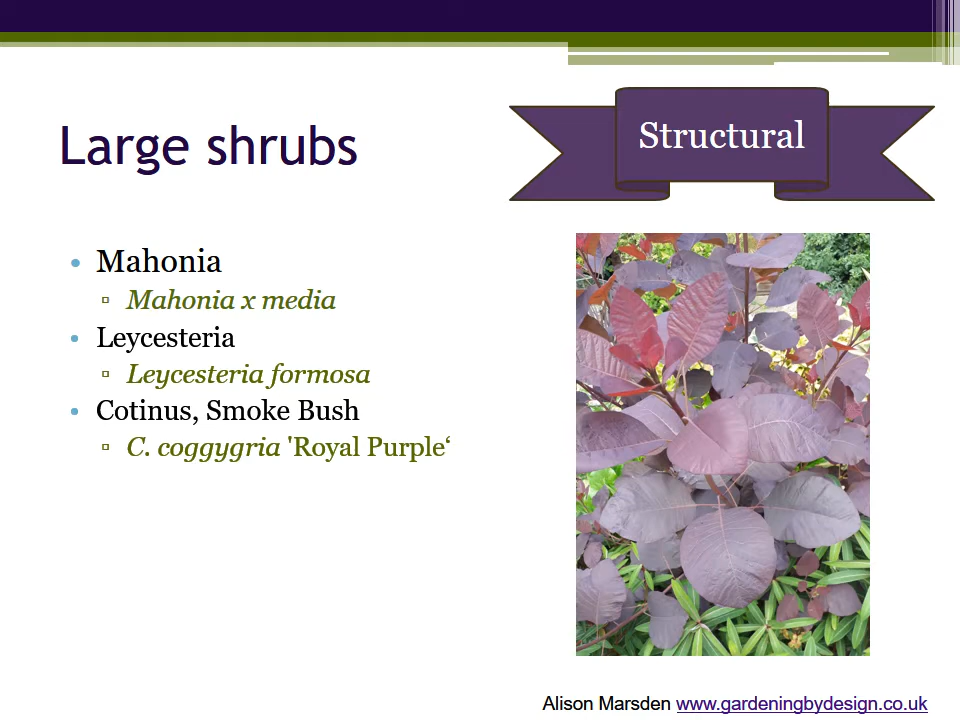 Large shrubs
Structural
• Mahonia
▫ Mahonia x media
• Leycesteria
▫ Leycesteria formosa
• Cotinus, Smoke Bush
▫ C. coggygria 'Royal Purple‘
Alison Marsden www.gardeningbydesign.co.uk